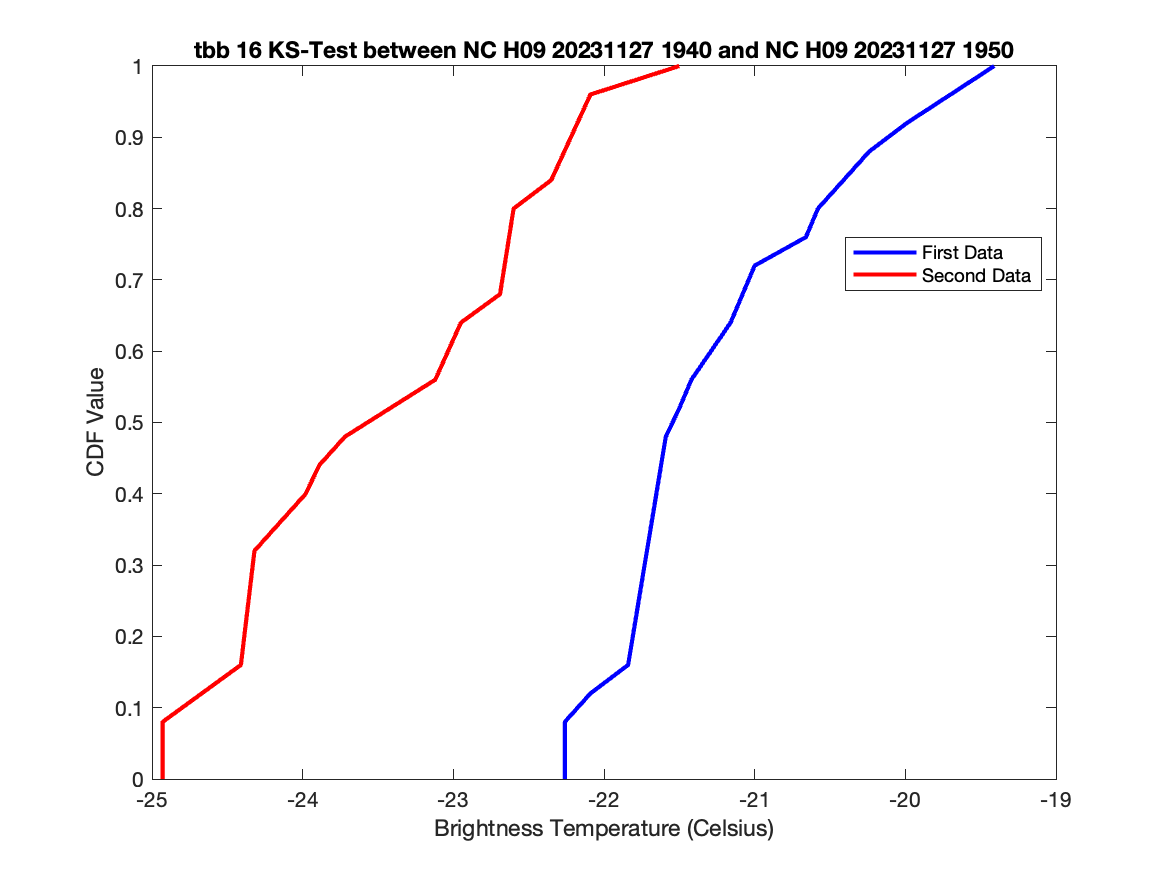 tbb 16 KS-Test between NC H09 20231127 1940 and NC H09 20231127 1950
1
0.9
0.8
0.7
0.6
0.5
0.4
0.3
0.2
0.1
0
CDF Value
First Data
Second Data
-25 -24 -23 -22 -21 -20 -19
Brightness Temperature (Celsius)